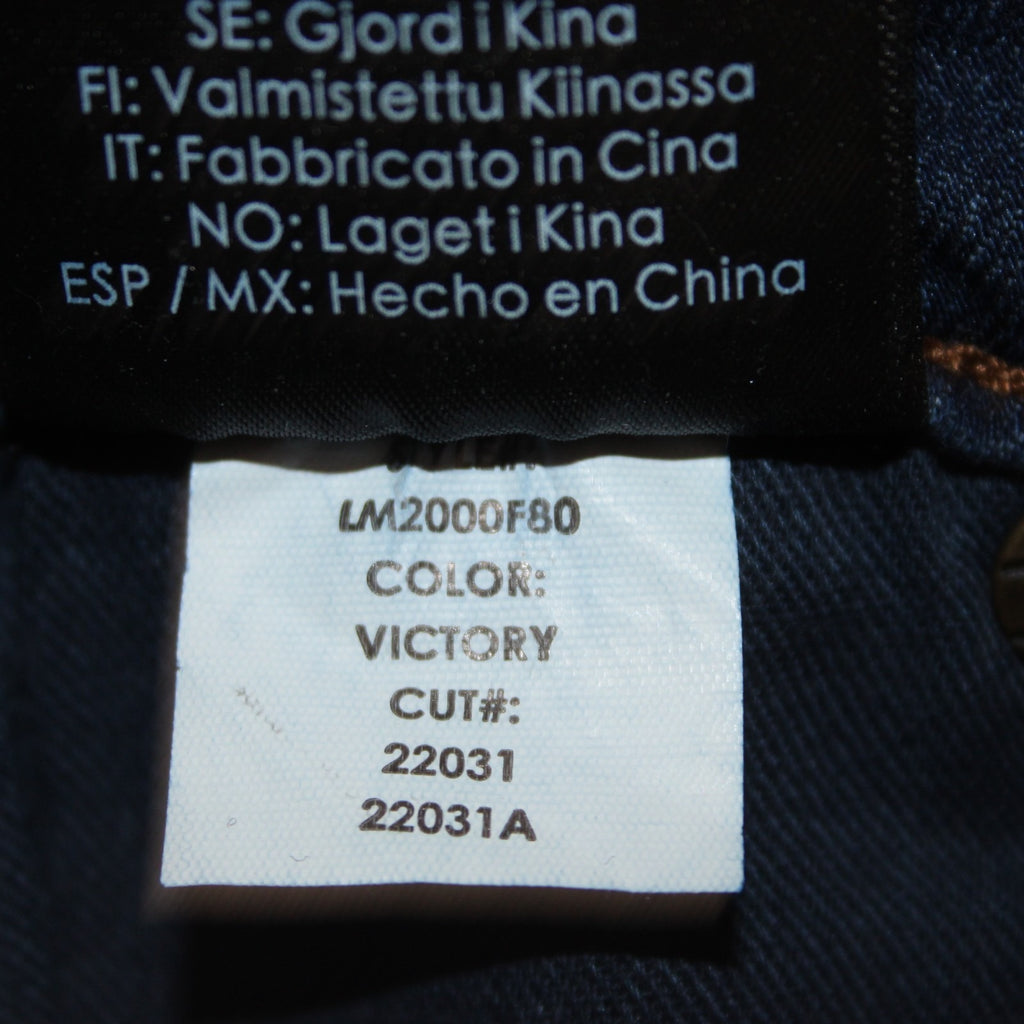 SE: Gjord i Kina
FI: Valmistettu Kiinassa
IT: Fabbricato in Cina
NO: Laget i Kina
ESP / MX: Hecho en China
LM2000F80
COLOR:
VICTORY
CUT#:
22031
22031A